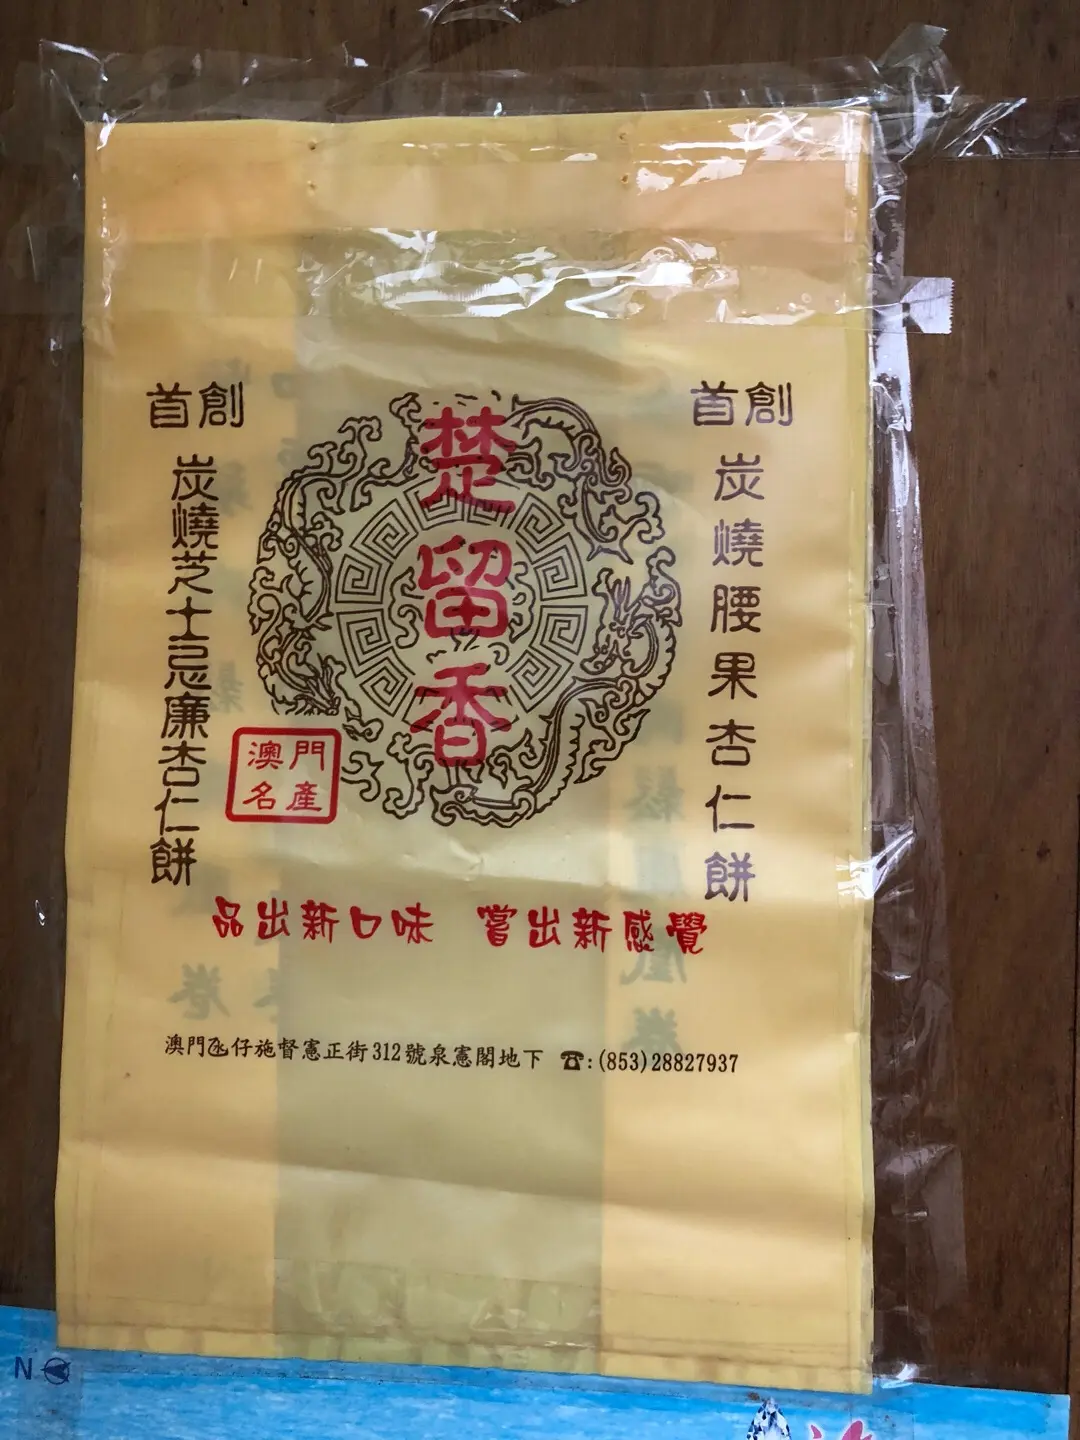 首創
炭燒芝士忌廉杏仁餅
楚留香
澳門
名產
首創
炭燒腰果杏仁餅
品出新口味 嘗出新感覺
澳門氹仔施督憲正街312號泉憲閣地下 ☎:(853)28827937
N